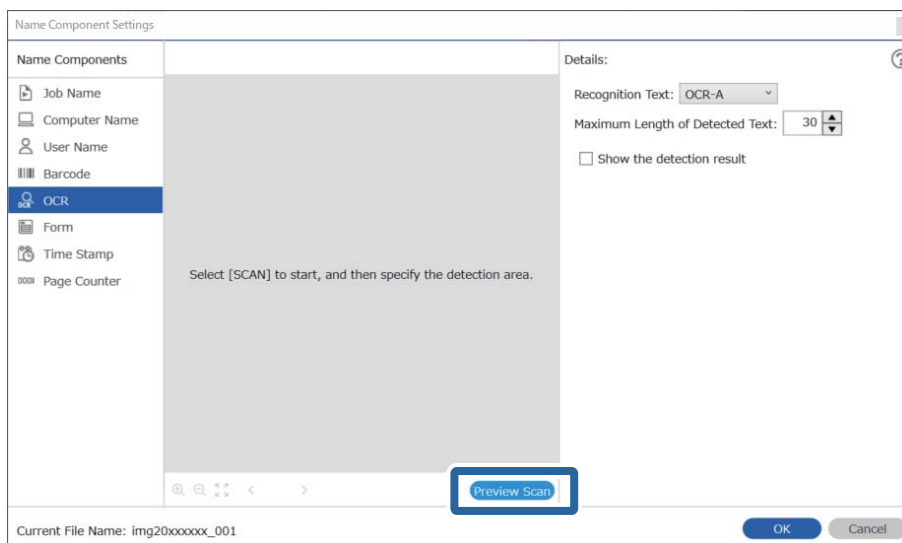 Name Component Settings
Name Components
Job Name
Computer Name
User Name
Barcode
OCR
OCR
Form
Time Stamp
Page Counter
Select [SCAN] to start, and then specify the detection area.
Preview Scan
Details:
?
Recognition Text: OCR-A
Maximum Length of Detected Text: 30
Show the detection result
Current File Name: img20xxxxxx_001
OK
Cancel